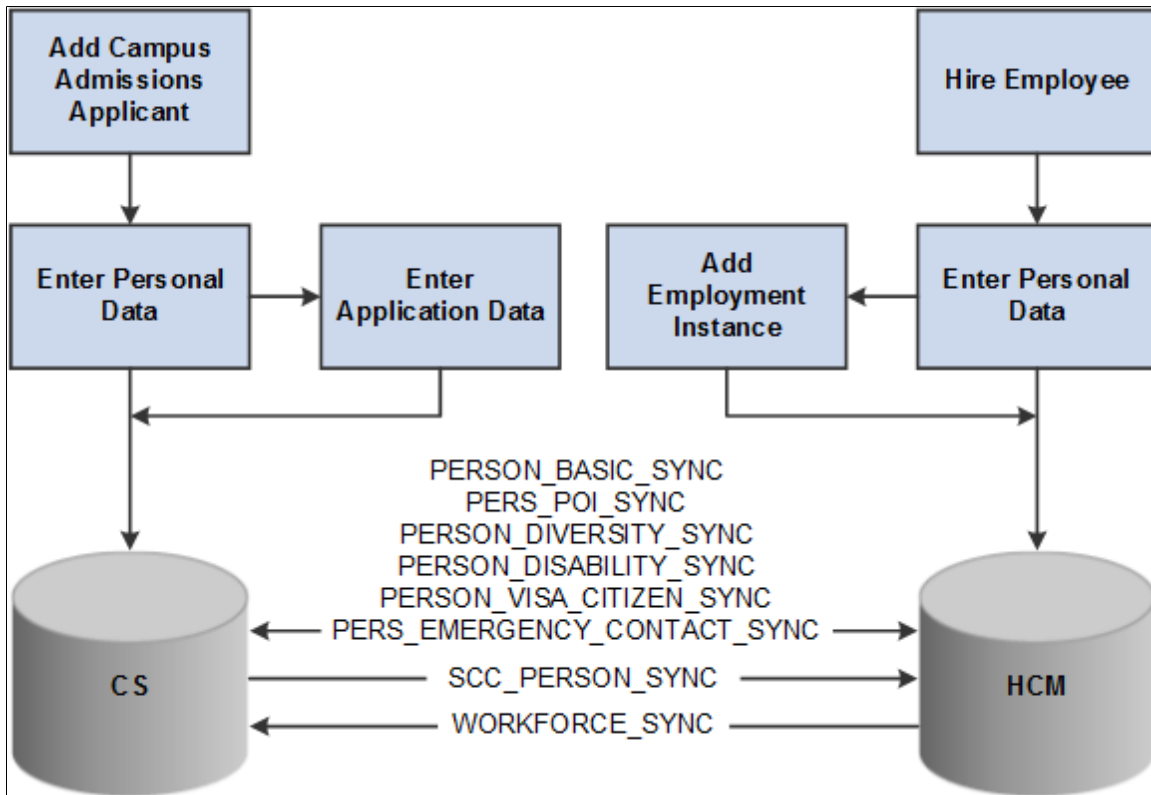 Add Campus
Admissions
Applicant
Hire Employee
Enter Personal
Data
Enter
Application Data
Add
Employment
Instance
Enter Personal
Data
PERSON_BASIC_SYNC
PERS_POI_SYNC
PERSON_DIVERSITY_SYNC
PERSON_DISABILITY_SYNC
PERSON_VISA_CITIZEN_SYNC
PERS_EMERGENCY_CONTACT_SYNC
CS
SCC_PERSON_SYNC
HCM
WORKFORCE_SYNC